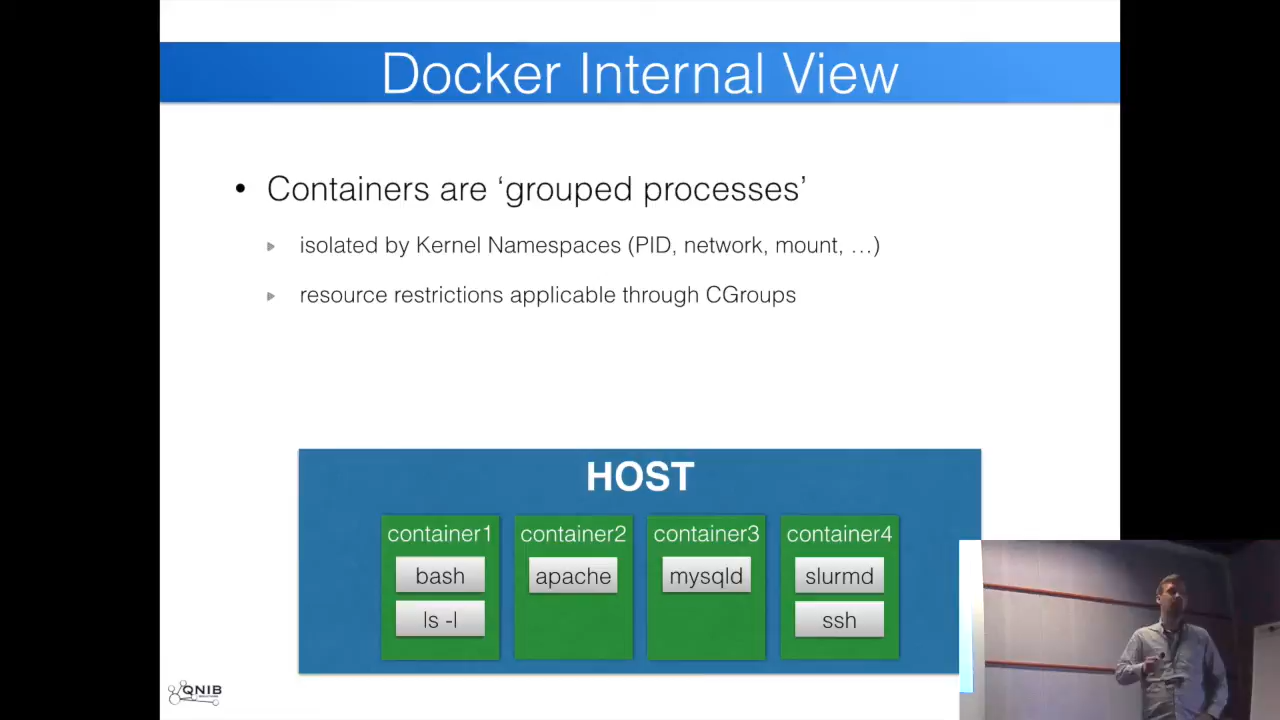 Docker Internal View
• Containers are ‘grouped processes’
▸ isolated by Kernel Namespaces (PID, network, mount, …)
▸ resource restrictions applicable through CGroups
HOST
container1 container2 container3 container4
bash apache mysqld slurmd
ls -l ssh
QNIB